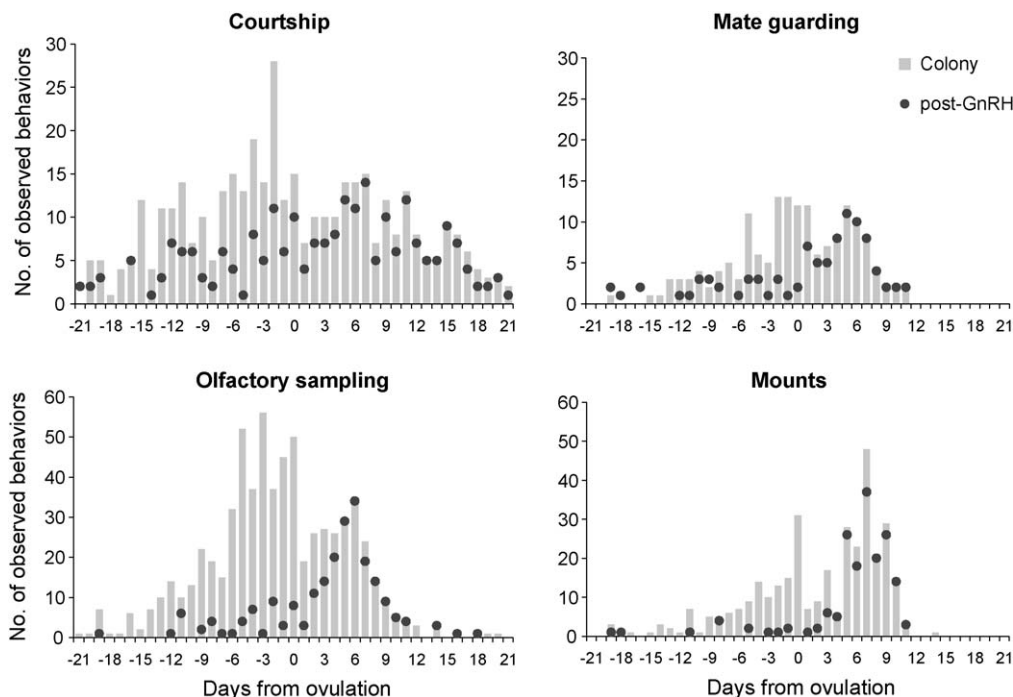 Courtship
Mate guarding
No. of observed behaviors
30
25
20
15
10
5
0
-21 -18 -15 -12 -9 -6 -3 0 3 6 9 12 15 18 21
30
25
20
15
10
5
0
-21 -18 -15 -12 -9 -6 -3 0 3 6 9 12 15 18 21
Colony
post-GnRH
Olfactory sampling
Mounts
No. of observed behaviors
60
50
40
30
20
10
0
-21 -18 -15 -12 -9 -6 -3 0 3 6 9 12 15 18 21
Days from ovulation
60
50
40
30
20
10
0
-21 -18 -15 -12 -9 -6 -3 0 3 6 9 12 15 18 21
Days from ovulation